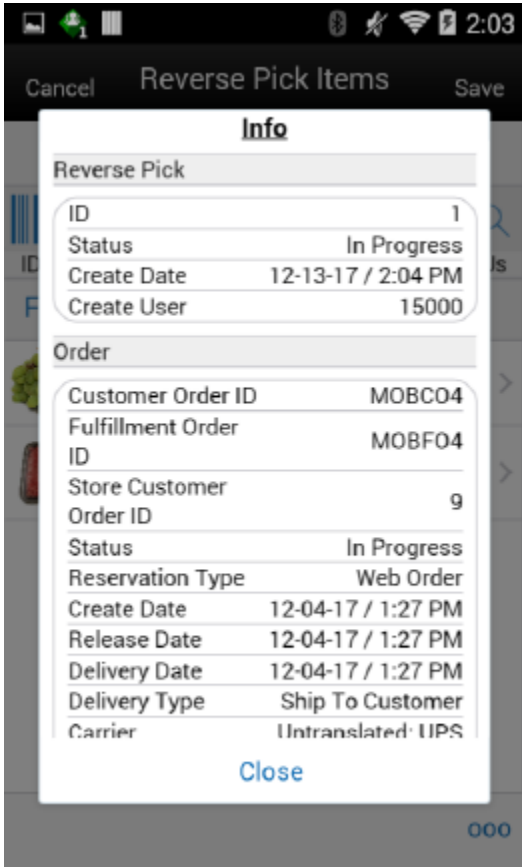 1
2:03
Cancel
Reverse Pick Items
Save
Info
Reverse Pick
ID 1
Status In Progress
Create Date 12-13-17 / 2:04 PM
Create User 15000
Order
Customer Order ID MOBCO4
Fulfillment Order
ID MOBFO4
Store Customer
Order ID 9
Status In Progress
Reservation Type Web Order
Create Date 12-04-17 / 1:27 PM
Release Date 12-04-17 / 1:27 PM
Delivery Date 12-04-17 / 1:27 PM
Delivery Type Ship To Customer
Carrier Untranslated: UPS
Close